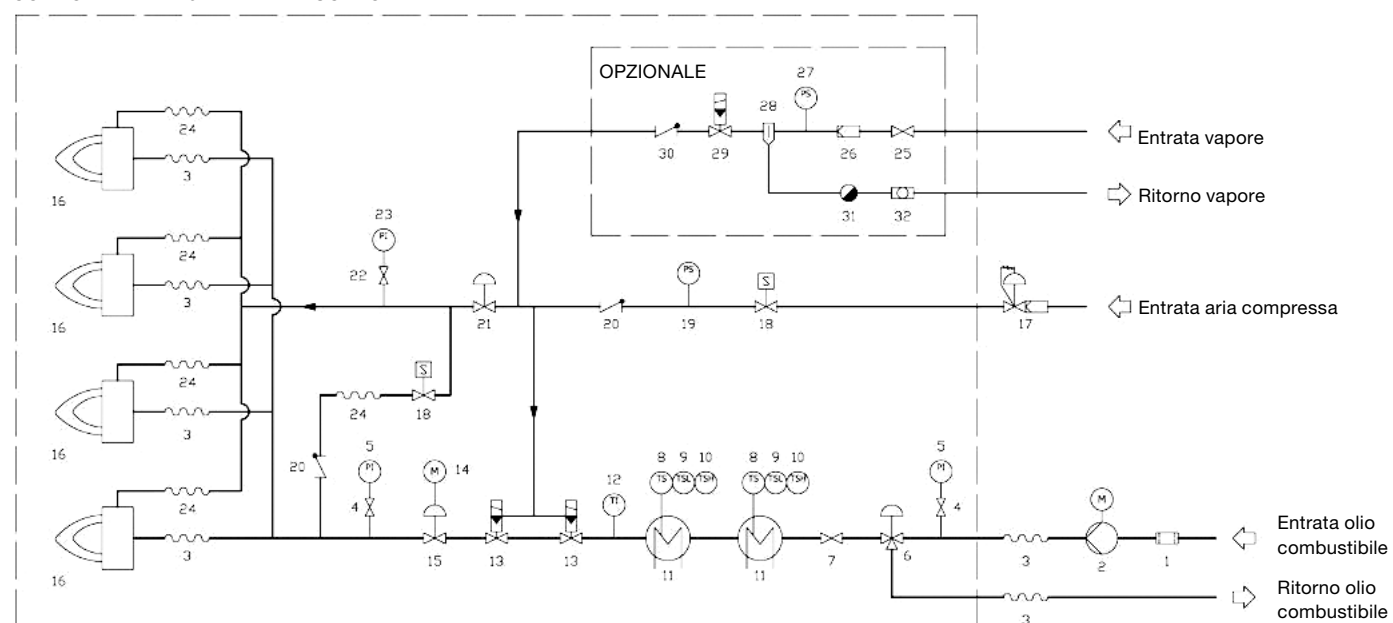 OPZIONALE
27
PS
28
24
30
29
26
25
Entrata vapore
3
16
31
32
Ritorno vapore
23
PI
24
22
3
PS
S
16
21
20
19
18
17
Entrata aria compressa
S
24
24
18
3
16
20
5
PI
14
M
12
TI
8
9
10
TS
TSL
TSH
8
9
10
TS
TSL
TSH
5
PI
M
24
4
4
3
15
13
13
11
11
7
6
3
2
1
Entrata olio
combustibile
16
3
Ritorno olio
combustibile